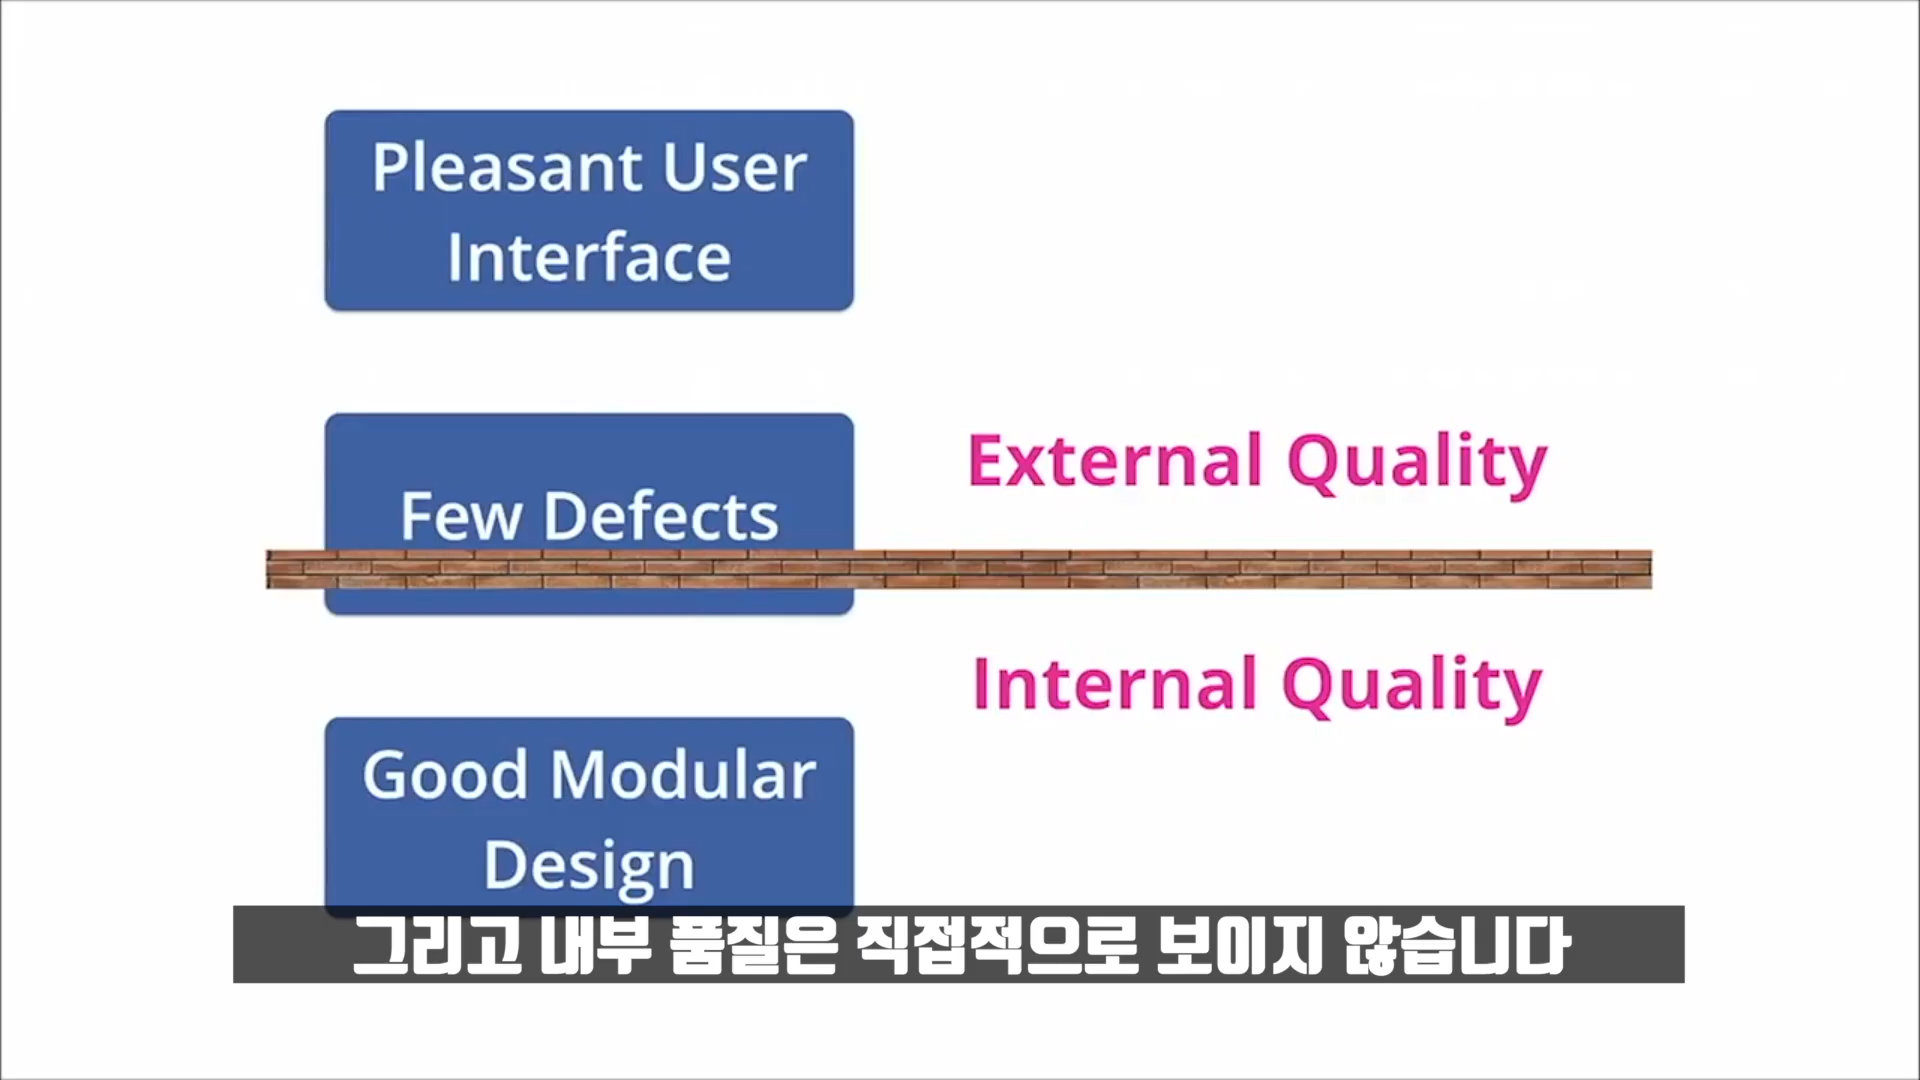 Pleasant User
Interface
Few Defects
External Quality
Internal Quality
Good Modular
Design
그리고 내부 품질은 직접적으로 보이지 않습니다